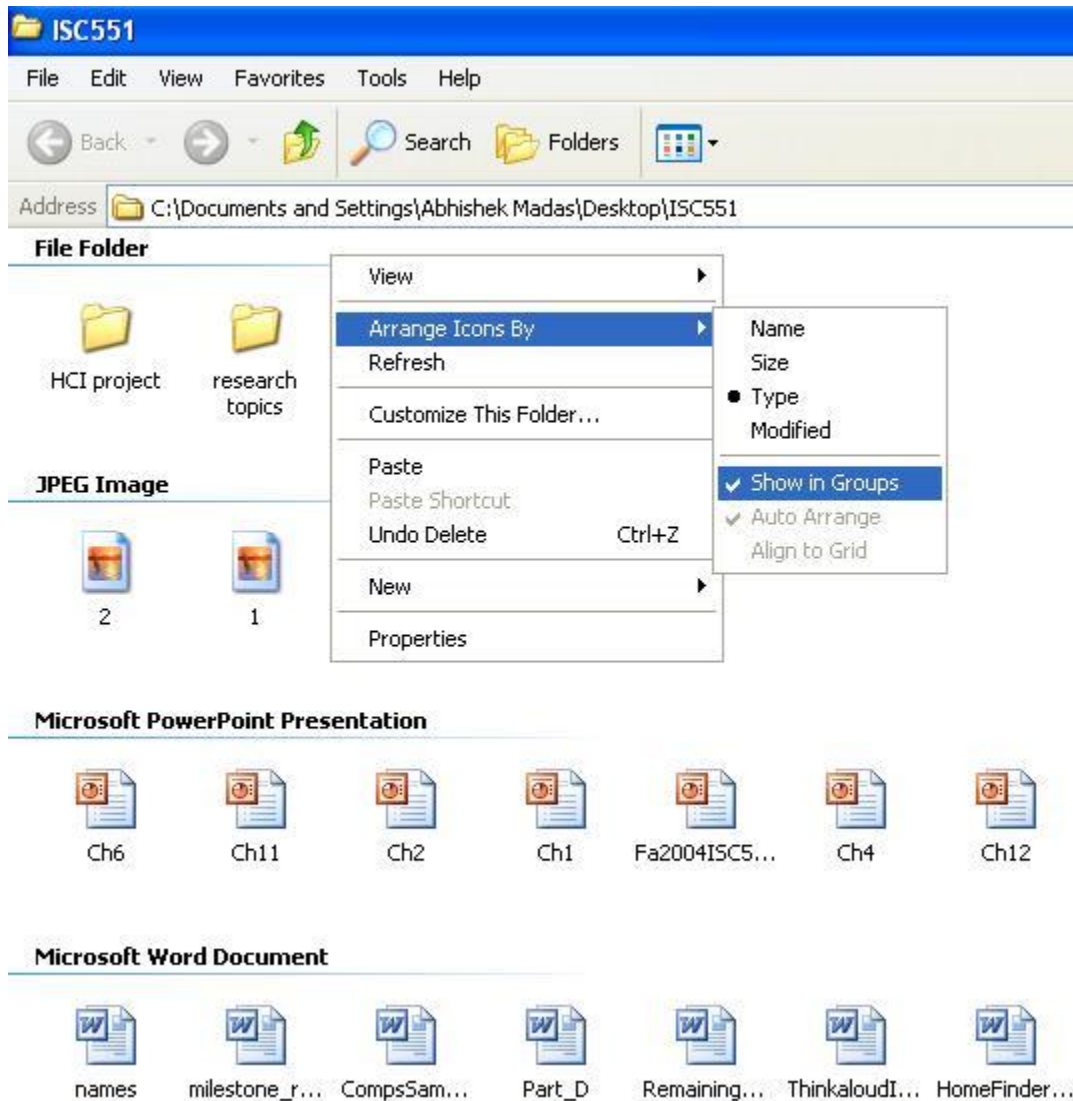 ISC551
File Edit View Favorites Tools Help
Back Search Folders
Address C:\Documents and Settings\Abhishek Madas\Desktop\ISC551
File Folder
HCI project
research
topics
View
Arrange Icons By
Refresh
Customize This Folder...
Paste
Paste Shortcut
Undo Delete Ctrl+Z
New
Properties
Name
Size
Type
Modified
Show in Groups
Auto Arrange
Align to Grid
JPEG Image
2 1
Microsoft PowerPoint Presentation
Ch6 Ch11 Ch2 Ch1 Fa2004ISC5... Ch4 Ch12
Microsoft Word Document
names milestone_r... CompsSam... Part_D Remaining... ThinkaloudI... HomeFinder...